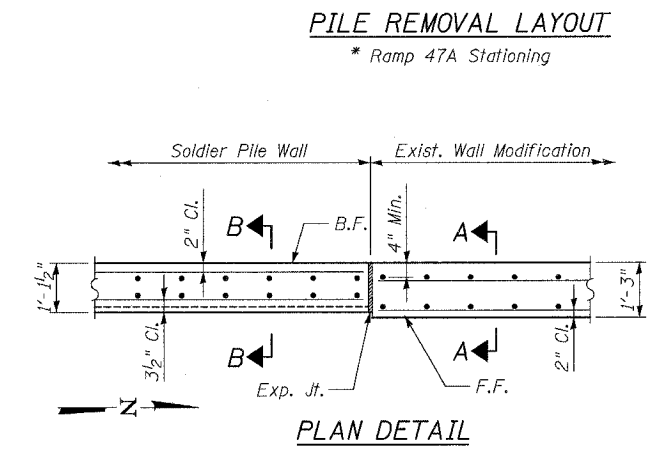 PILE REMOVAL LAYOUT
* Ramp 47A Stationing
Soldier Pile Wall
Exist. Wall Modification
2" Cl.
B
B.F.
4" Min.
A
1'-1½"
1'-3"
3½" Cl.
B
Exp. Jt.
A
F.F.
2" Cl.
N
PLAN DETAIL